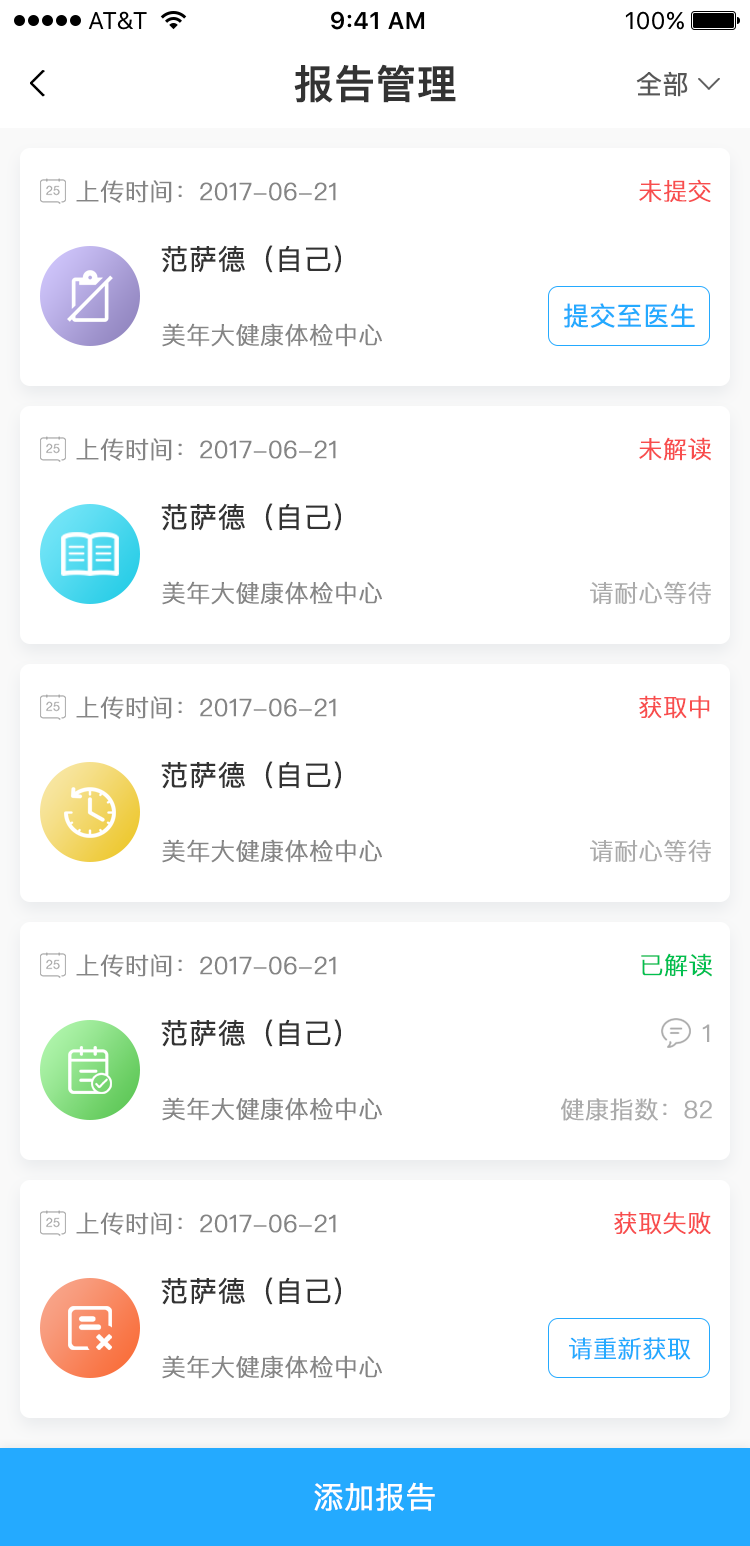 AT&T 9:41 AM 100%
报告管理 全部
25 上传时间：2017-06-21 未提交
范萨德（自己）
美年大健康体检中心 提交至医生
25 上传时间：2017-06-21 未解读
范萨德（自己）
美年大健康体检中心 请耐心等待
25 上传时间：2017-06-21 获取中
范萨德（自己）
美年大健康体检中心 请耐心等待
25 上传时间：2017-06-21 已解读
范萨德（自己） 1
美年大健康体检中心 健康指数：82
25 上传时间：2017-06-21 获取失败
范萨德（自己）
美年大健康体检中心 请重新获取
添加报告